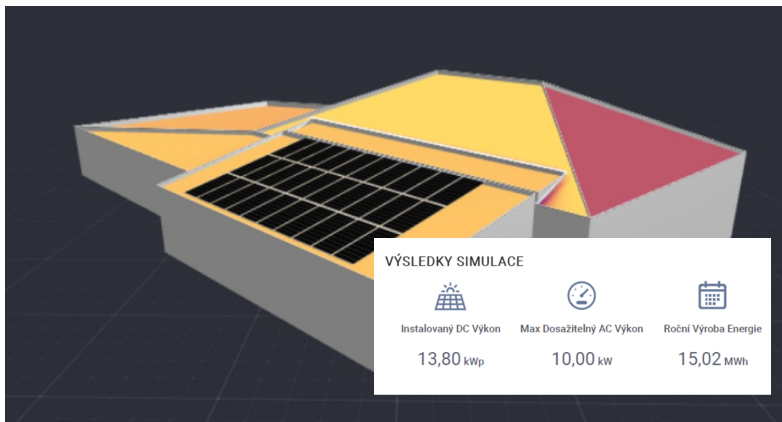 VÝSLEDKY SIMULACE
Instalovaný DC Výkon
Max Dosažitelný AC Výkon
Roční Výroba Energie
13,80 kWp
10,00 kW
15,02 MWh